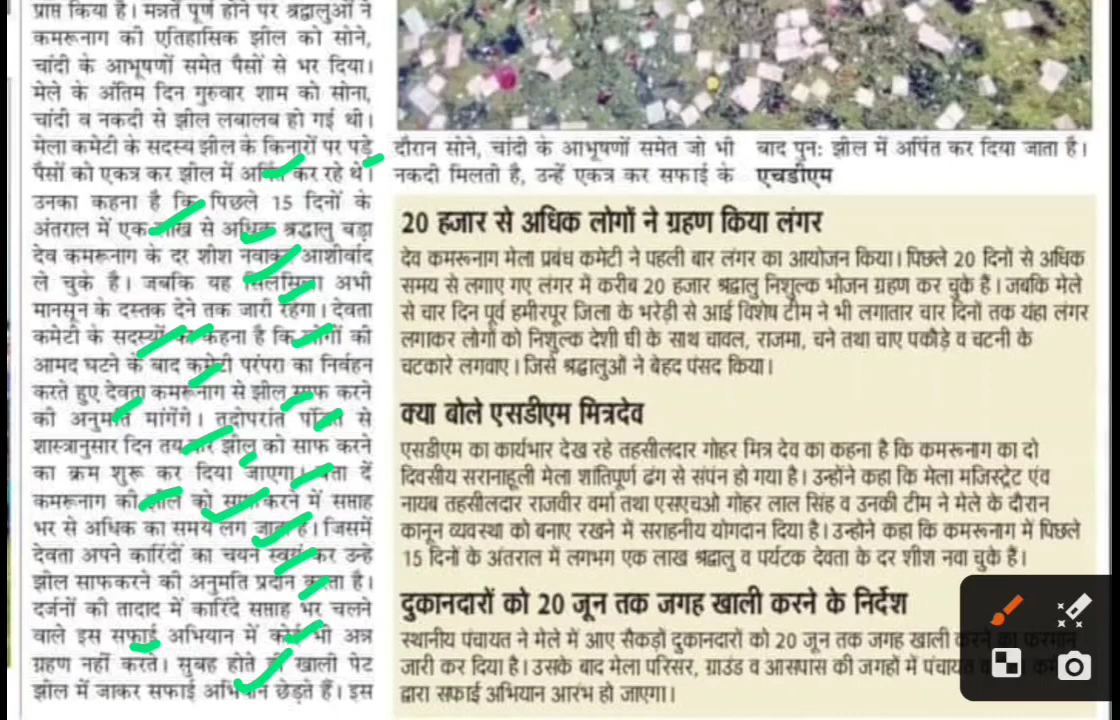 प्राप्त किया है। मन्नतें पूर्ण होने पर श्रद्धालुओं ने
कमरूनाग की एतिहासिक झील को सोने,
चांदी के आभूषणों समेत पैसों से भर दिया।
मेले के अंतिम दिन गुरुवार शाम को सोना,
चांदी व नकदी से झील लबालब हो गई थी।
मेला कमेटी के सदस्य झील के किनारों पर पड़े
पैसों को एकत्र कर झील में अर्पित कर रहे थे।
उनका कहना है कि पिछले 15 दिनों के
अंतराल में एक लाख से अधिक श्रद्धालु बड़ा
देव कमरूनाग के दर शीश नवाकर आशीर्वाद
ले चुके है। जबकि यह सिलसिला अभी
मानसून के दस्तक देने तक जारी रहेगा। देवता
कमेटी के सदस्यों का कहना है कि लोगों की
आमद घटने के बाद कमेटी परंपरा का निर्वहन
करते हुए देवता कमरूनाग से झील साफ करने
की अनुमति मांगेंगे। तदोपरांत पंडित से
शास्त्रानुसार दिन तय कर झील को साफ करने
का क्रम शुरू कर दिया जाएगा। बता दें
कमरूनाग की झील को साफ करने में सप्ताह
भर से अधिक का समय लग जाता है। जिसमें
देवता अपने कारिंदों का चयन स्वयं कर उन्हे
झील साफ करने की अनुमति प्रदान करता है।
दर्जनों की तादाद में कारिंदे सप्ताह भर चलने
वाले इस सफाई अभियान में कोई भी अन्न
ग्रहण नहीं करते। सुबह होते ही खाली पेट
झील में जाकर सफाई अभियान छेड़ते हैं। इस
दौरान सोने, चांदी के आभूषणों समेत जो भी
नकदी मिलती है, उन्हें एकत्र कर सफाई के
बाद पुन: झील में अर्पित कर दिया जाता है।
एचडीएम
20 हजार से अधिक लोगों ने ग्रहण किया लंगर
देव कमरूनाग मेला प्रबंध कमेटी ने पहली बार लंगर का आयोजन किया। पिछले 20 दिनों से अधिक
समय से लगाए गए लंगर में करीब 20 हजार श्रद्धालु निशुल्क भोजन ग्रहण कर चुके हैं। जबकि मेले
से चार दिन पूर्व हमीरपुर जिला के भरेड़ी से आई विशेष टीम ने भी लगातार चार दिनों तक यंहा लंगर
लगाकर लोगों को निशुल्क देशी घी के साथ चावल, राजमा, चने तथा चाए पकौड़े व चटनी के
चटकारे लगवाए। जिसे श्रद्धालुओं ने बेहद पंसद किया।
क्या बोले एसडीएम मित्रदेव
एसडीएम का कार्यभार देख रहे तहसीलदार गोहर मित्र देव का कहना है कि कमरूनाग का दो
दिवसीय सरानाहूली मेला शांतिपूर्ण ढंग से संपंन हो गया है। उन्होंने कहा कि मेला मजिस्ट्रेट एंव
नायब तहसीलदार राजवीर वर्मा तथा एसएचओ गोहर लाल सिंह व उनकी टीम ने मेले के दौरान
कानून व्यवस्था को बनाए रखने में सराहनीय योगदान दिया है। उन्होने कहा कि कमरूनाग में पिछले
15 दिनों के अंतराल में लगभग एक लाख श्रद्धालु व पर्यटक देवता के दर शीश नवा चुके हैं।
दुकानदारों को 20 जून तक जगह खाली करने के निर्देश
स्थानीय पंचायत ने मेले में आए सैकड़ों दुकानदारों को 20 जून तक जगह खाली करने का फरमान
जारी कर दिया है। उसके बाद मेला परिसर, ग्राउंड व आसपास की जगहों में पंचायत
द्वारा सफाई अभियान आरंभ हो जाएगा।